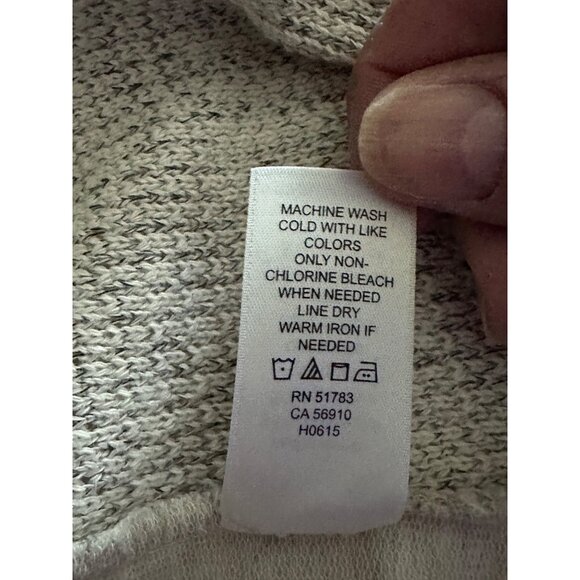 MACHINE WASH
COLD WITH LIKE
COLORS
ONLY NON-
CHLORINE BLEACH
WHEN NEEDED
LINE DRY
WARM IRON IF
NEEDED
RN 51783
CA 56910
H0615